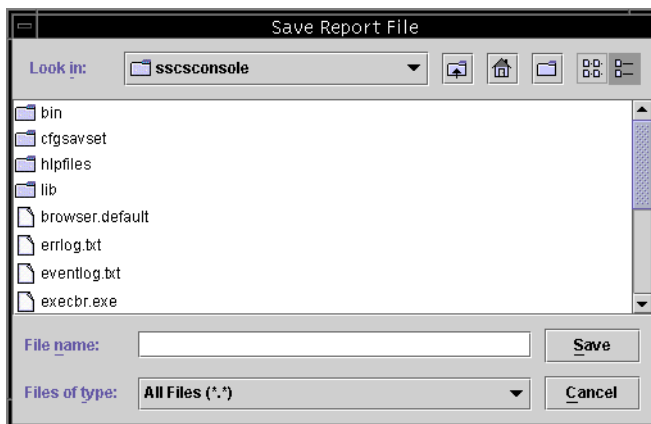 Save Report File
Look in: sscsconsole
bin
cfgsavset
hlpfiles
lib
browser.default
errlog.txt
eventlog.txt
execbr.exe
File name: Save
Files of type: All Files (*.*) Cancel